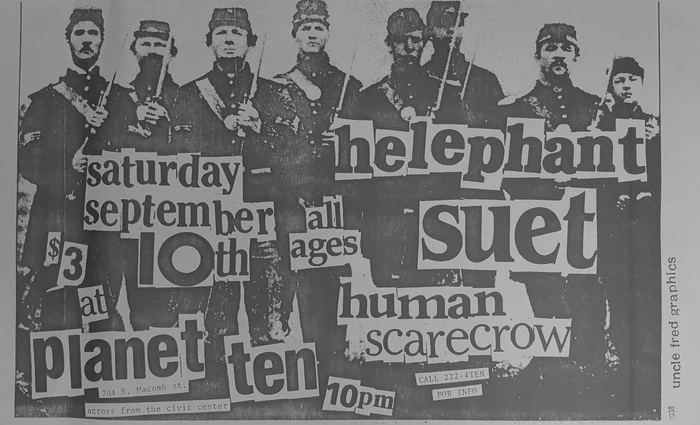 saturday
september
10th
$3
at
planet ten
704 S. Macomb st.
across from the civic center
all
ages
10pm
helephant
suet
human
scarecrow
CALL 222-4TEN
FOR INFO
uncle fred graphics